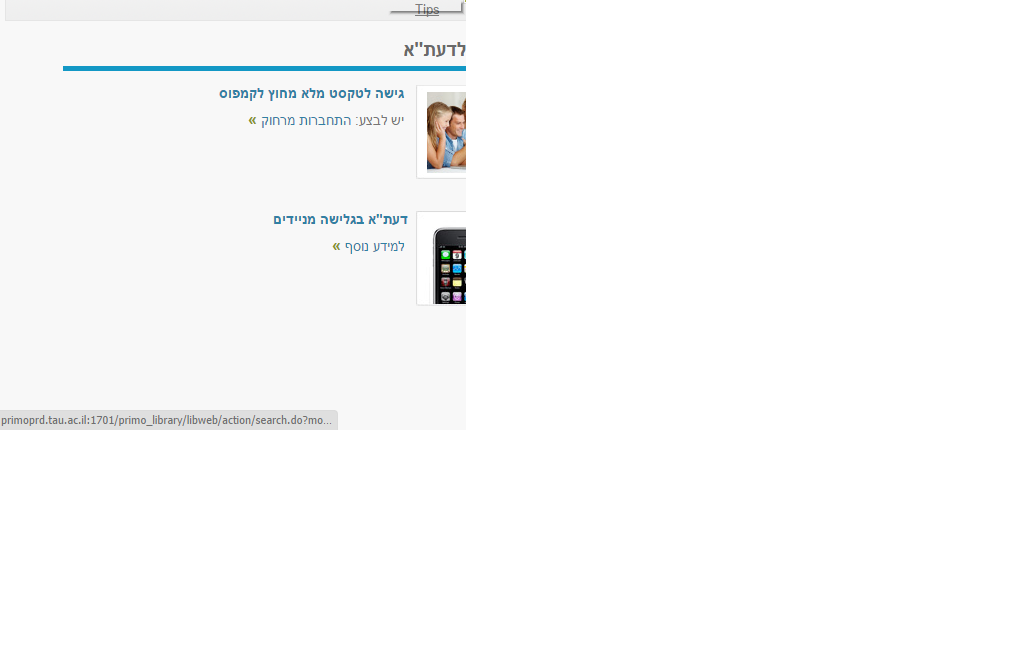 Tips
לדעת"א
גישה לטקסט מלא מחוץ לקמפוס
יש לבצע: התחברות מרחוק »
דעת"א בגלישה מניידים
למידע נוסף »
primoprd.tau.ac.il:1701/primo_library/libweb/action/search.do?mo...